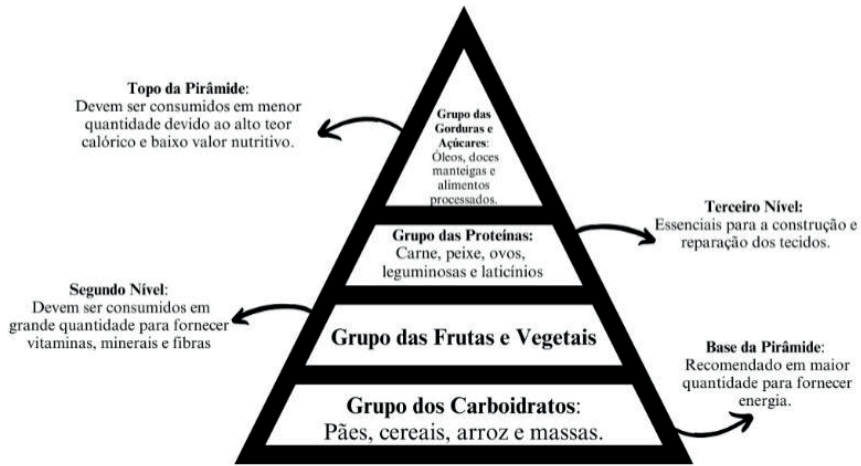 Topo da Pirâmide:
Devem ser consumidos em menor
quantidade devido ao alto teor
calórico e baixo valor nutritivo.
Grupo das
Gorduras e
Açúcares:
Óleos, doces
manteigas e
alimentos
processados.
Terceiro Nível:
Essenciais para a construção e
reparação dos tecidos.
Grupo das Proteínas:
Carne, peixe, ovos,
leguminosas e laticínios
Segundo Nível:
Devem ser consumidos em
grande quantidade para fornecer
vitaminas, minerais e fibras
Grupo das Frutas e Vegetais
Base da Pirâmide:
Recomendado em maior
quantidade para fornecer
energia.
Grupo dos Carboidratos:
Pães, cereais, arroz e massas.